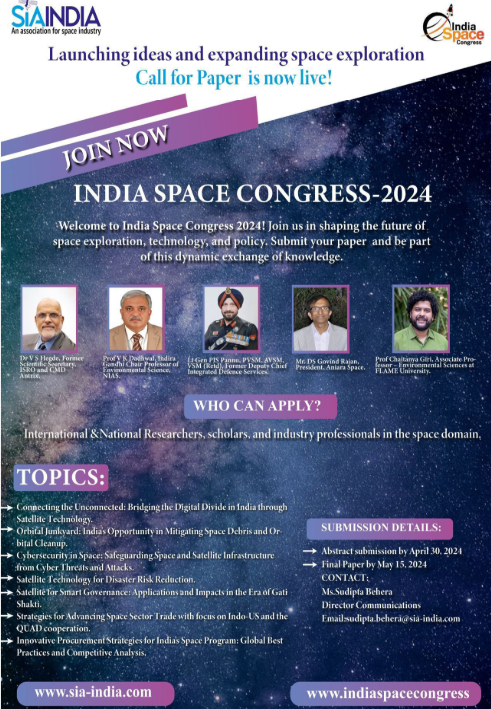 SIAINDIA
An association for space industry
India
Space
Congress
Launching ideas and expanding space exploration
Call for Paper is now live!
JOIN NOW
INDIA SPACE CONGRESS-2024
Welcome to India Space Congress 2024! Join us in shaping the future of
space exploration, technology, and policy. Submit your paper and be part
of this dynamic exchange of knowledge.
Dr V S Hegde, Former
Scientific Secretary,
ISRO and CMD
Antrix.
Prof V K Dadhwal, Indira
Gandhi Chair Professor of
Environmental Science,
NIAS.
Lt Gen PJS Pannu, PVSM, AVSM,
VSM (Retd), Former Deputy Chief
Integrated Defence Services.
Mr. DS Govind Rajan,
President, Aniara Space.
Prof Chaitanya Giri, Associate Pro-
fessor – Environmental Sciences at
FLAME University.
WHO CAN APPLY?
International &National Researchers, scholars, and industry professionals in the space domain,
TOPICS:
Connecting the Unconnected: Bridging the Digital Divide in India through
Satellite Technology.
Orbital Junkyard: India's Opportunity in Mitigating Space Debris and Or-
bital Cleanup.
Cybersecurity in Space: Safeguarding Space and Satellite Infrastructure
from Cyber Threats and Attacks.
Satellite Technology for Disaster Risk Reduction.
Satellite for Smart Governance: Applications and Impacts in the Era of Gati
Shakti.
Strategies for Advancing Space Sector Trade with focus on Indo-US and the
QUAD cooperation.
Innovative Procurement Strategies for India's Space Program: Global Best
Practices and Competitive Analysis.
SUBMISSION DETAILS:
Abstract submission by April 30, 2024
Final Paper by May 15, 2024
CONTACT:
Ms.Sudipta Behera
Director Communications
Email:sudipta.behera@sia-india.com
www.sia-india.com
www.indiaspacecongress